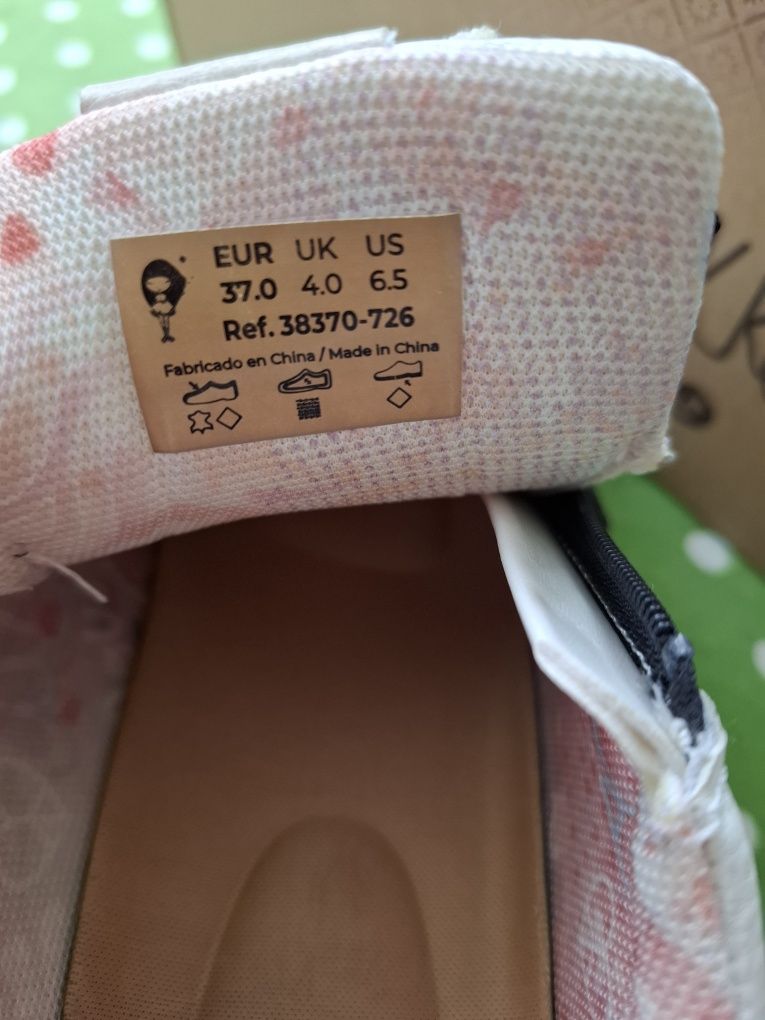 EUR UK US
37.0 4.0 6.5
Ref. 38370-726
Fabricado en China / Made in China